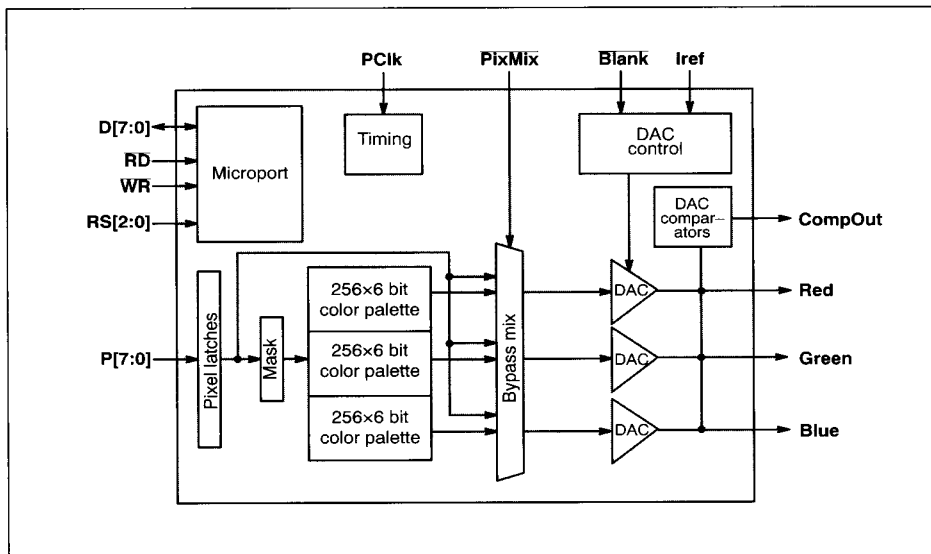 PClk
PixMix
Blank
Iref
D[7:0]
RD
WR
RS[2:0]
Microport
Timing
DAC
control
DAC
compar–
ators
CompOut
P[7:0]
Pixel latches
Mask
256×6 bit
color palette
256×6 bit
color palette
256×6 bit
color palette
Bypass mix
DAC
Red
DAC
Green
DAC
Blue